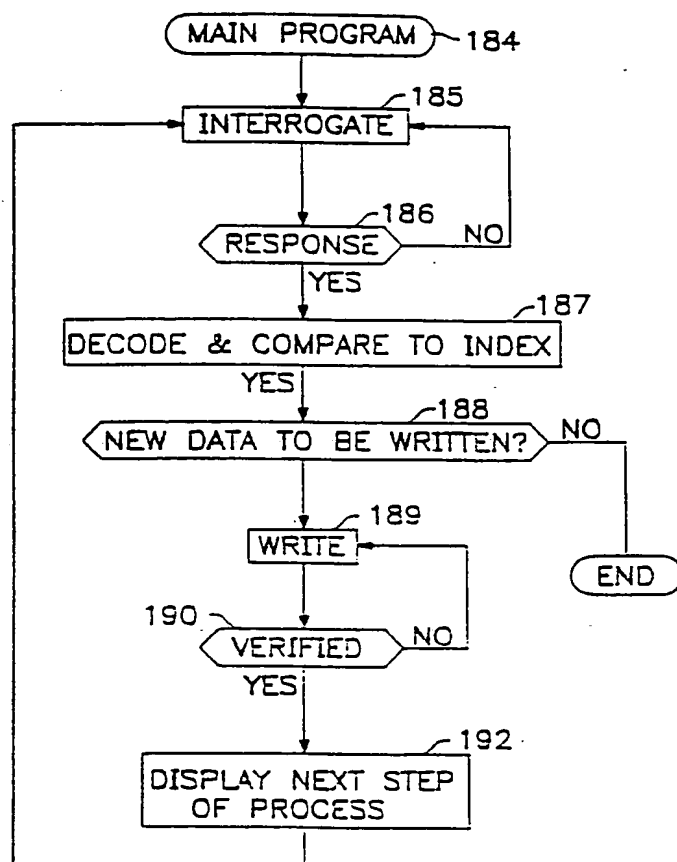 MAIN PROGRAM 184
185
INTERROGATE
186
RESPONSE NO
YES
187
DECODE & COMPARE TO INDEX
YES
188
NEW DATA TO BE WRITTEN? NO
189
WRITE
END
190
VERIFIED NO
YES
192
DISPLAY NEXT STEP
OF PROCESS